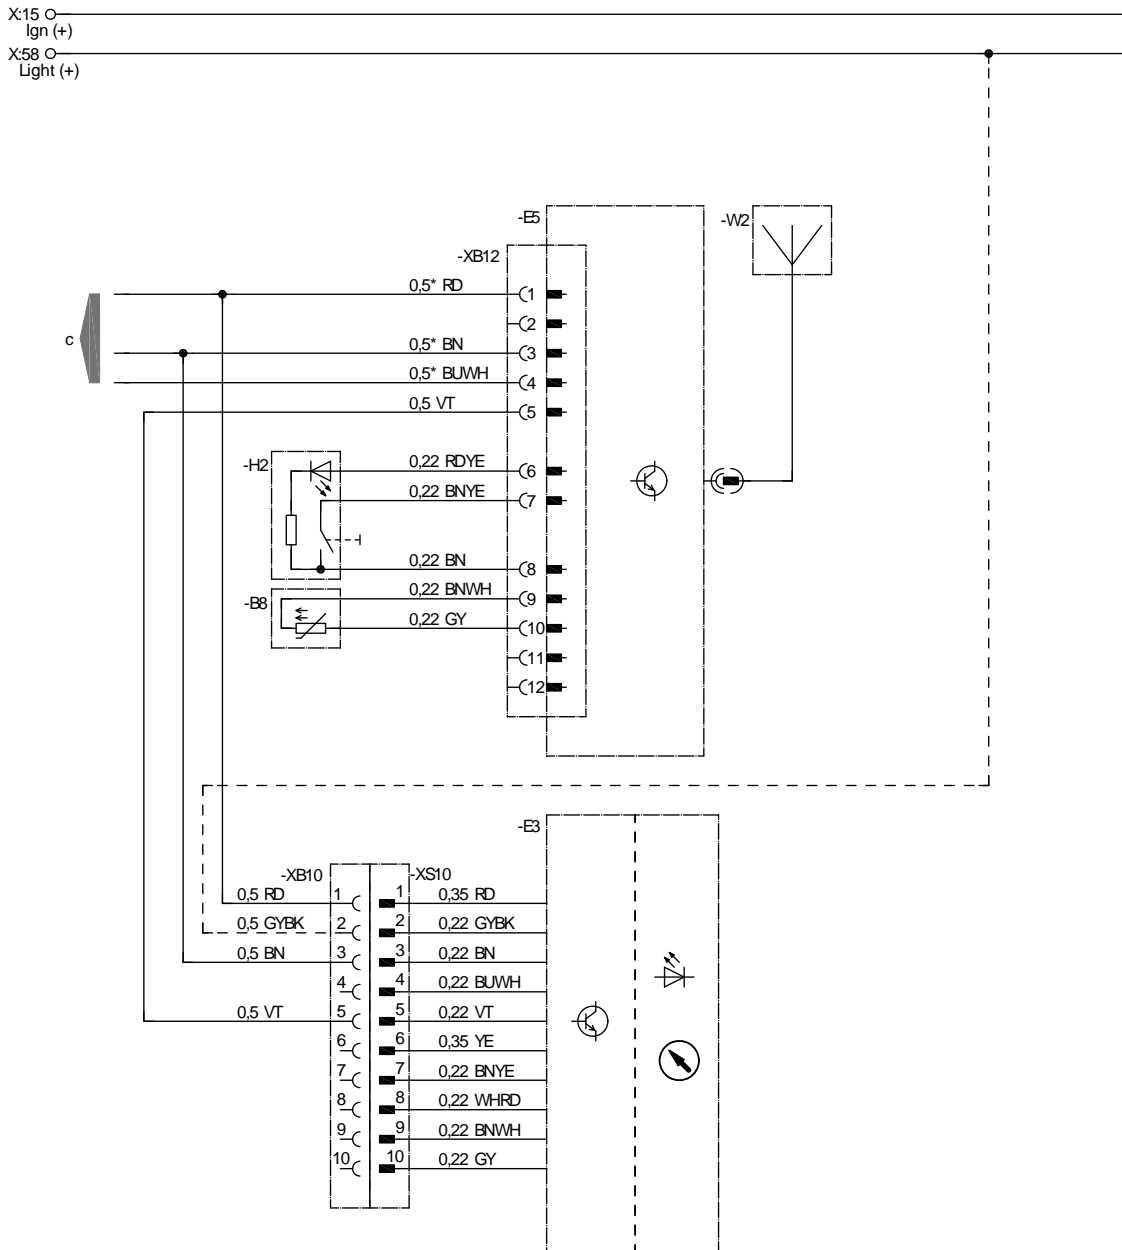 X:15
Ign (+)
X:58
Light (+)
-E5
-W2
-XB12
0,5* RD
1
2
c
0,5* BN
3
0,5* BUWH
4
0,5 VT
5
-H2
0,22 RDYE
6
0,22 BNYE
7
0,22 BN
8
-B8
0,22 BNWH
9
0,22 GY
10
11
12
-E3
-XB10
-XS10
0,5 RD
1
1
0,35 RD
0,5 GYBK
2
2
0,22 GYBK
0,5 BN
3
3
0,22 BN
4
4
0,22 BUWH
0,5 VT
5
5
0,22 VT
6
6
0,35 YE
7
7
0,22 BNYE
8
8
0,22 WHRD
9
9
0,22 BNWH
10
10
0,22 GY